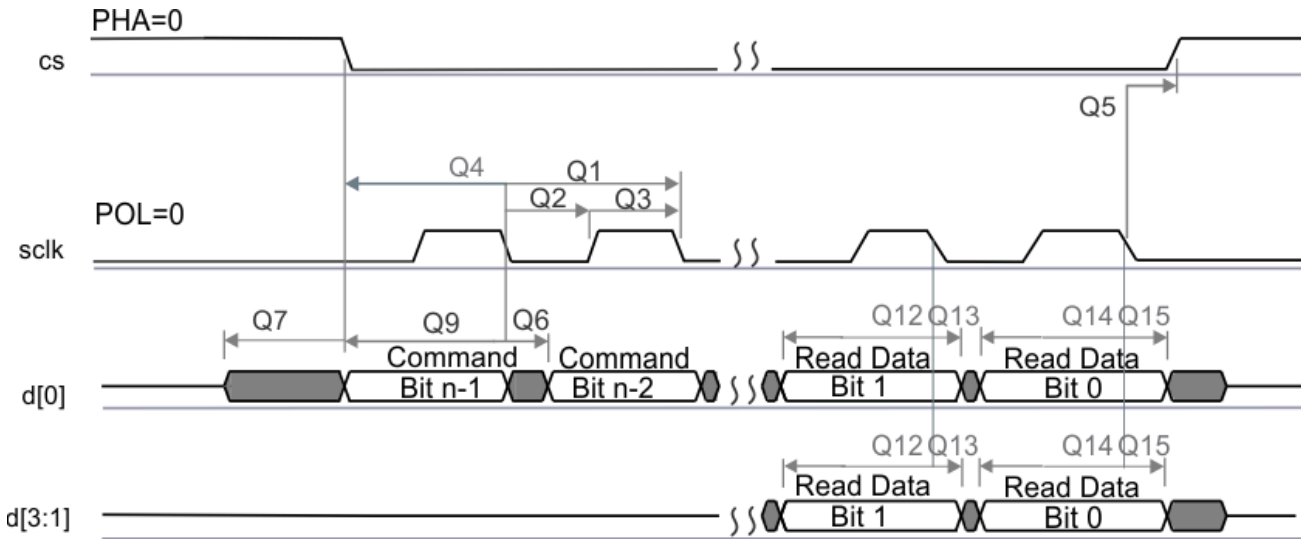 PHA=0
cs
Q5
Q4 Q1
Q2 Q3
POL=0
sclk
Q7 Q9 Q6 Q12 Q13 Q14 Q15
Command Command Read Data Read Data
d[0] Bit n-1 Bit n-2 Bit 1 Bit 0
Q12 Q13 Q14 Q15
Read Data Read Data
d[3:1] Bit 1 Bit 0